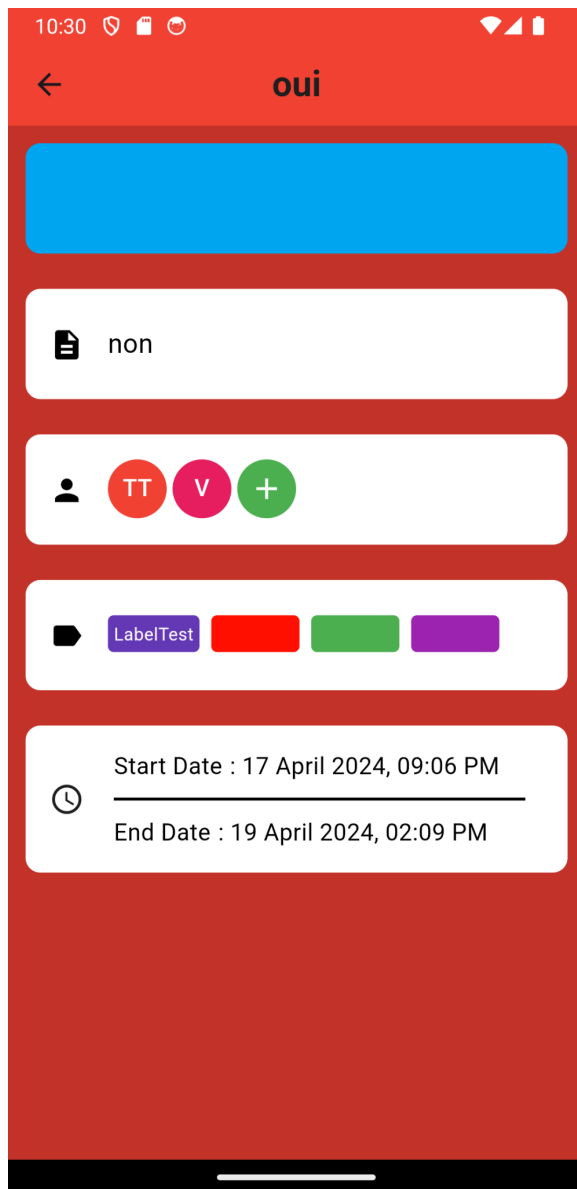 10:30
oui
non
TT V +
LabelTest
Start Date : 17 April 2024, 09:06 PM
End Date : 19 April 2024, 02:09 PM